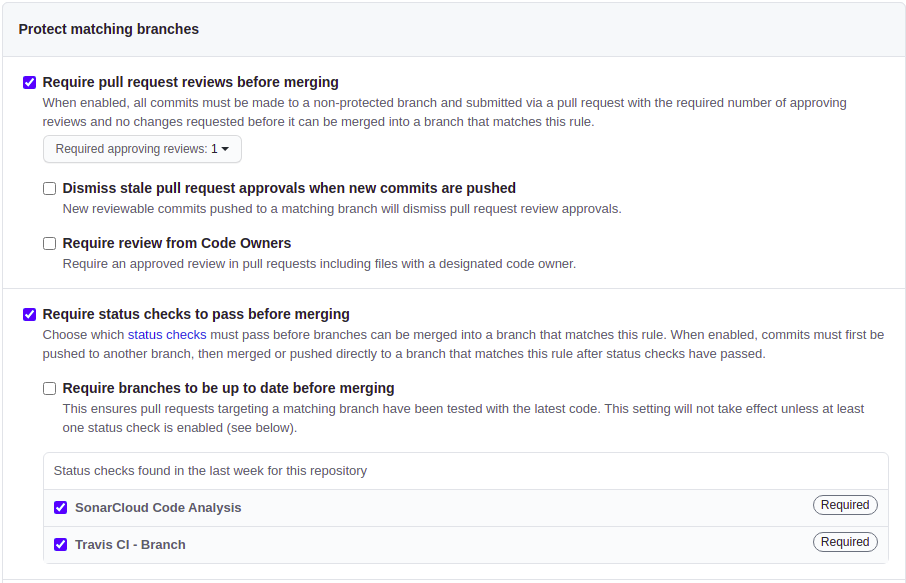 Protect matching branches
Require pull request reviews before merging
When enabled, all commits must be made to a non-protected branch and submitted via a pull request with the required number of approving
reviews and no changes requested before it can be merged into a branch that matches this rule.
Required approving reviews: 1
Dismiss stale pull request approvals when new commits are pushed
New reviewable commits pushed to a matching branch will dismiss pull request review approvals.
Require review from Code Owners
Require an approved review in pull requests including files with a designated code owner.
Require status checks to pass before merging
Choose which status checks must pass before branches can be merged into a branch that matches this rule. When enabled, commits must first be
pushed to another branch, then merged or pushed directly to a branch that matches this rule after status checks have passed.
Require branches to be up to date before merging
This ensures pull requests targeting a matching branch have been tested with the latest code. This setting will not take effect unless at least
one status check is enabled (see below).
Status checks found in the last week for this repository
SonarCloud Code Analysis Required
Travis CI - Branch Required